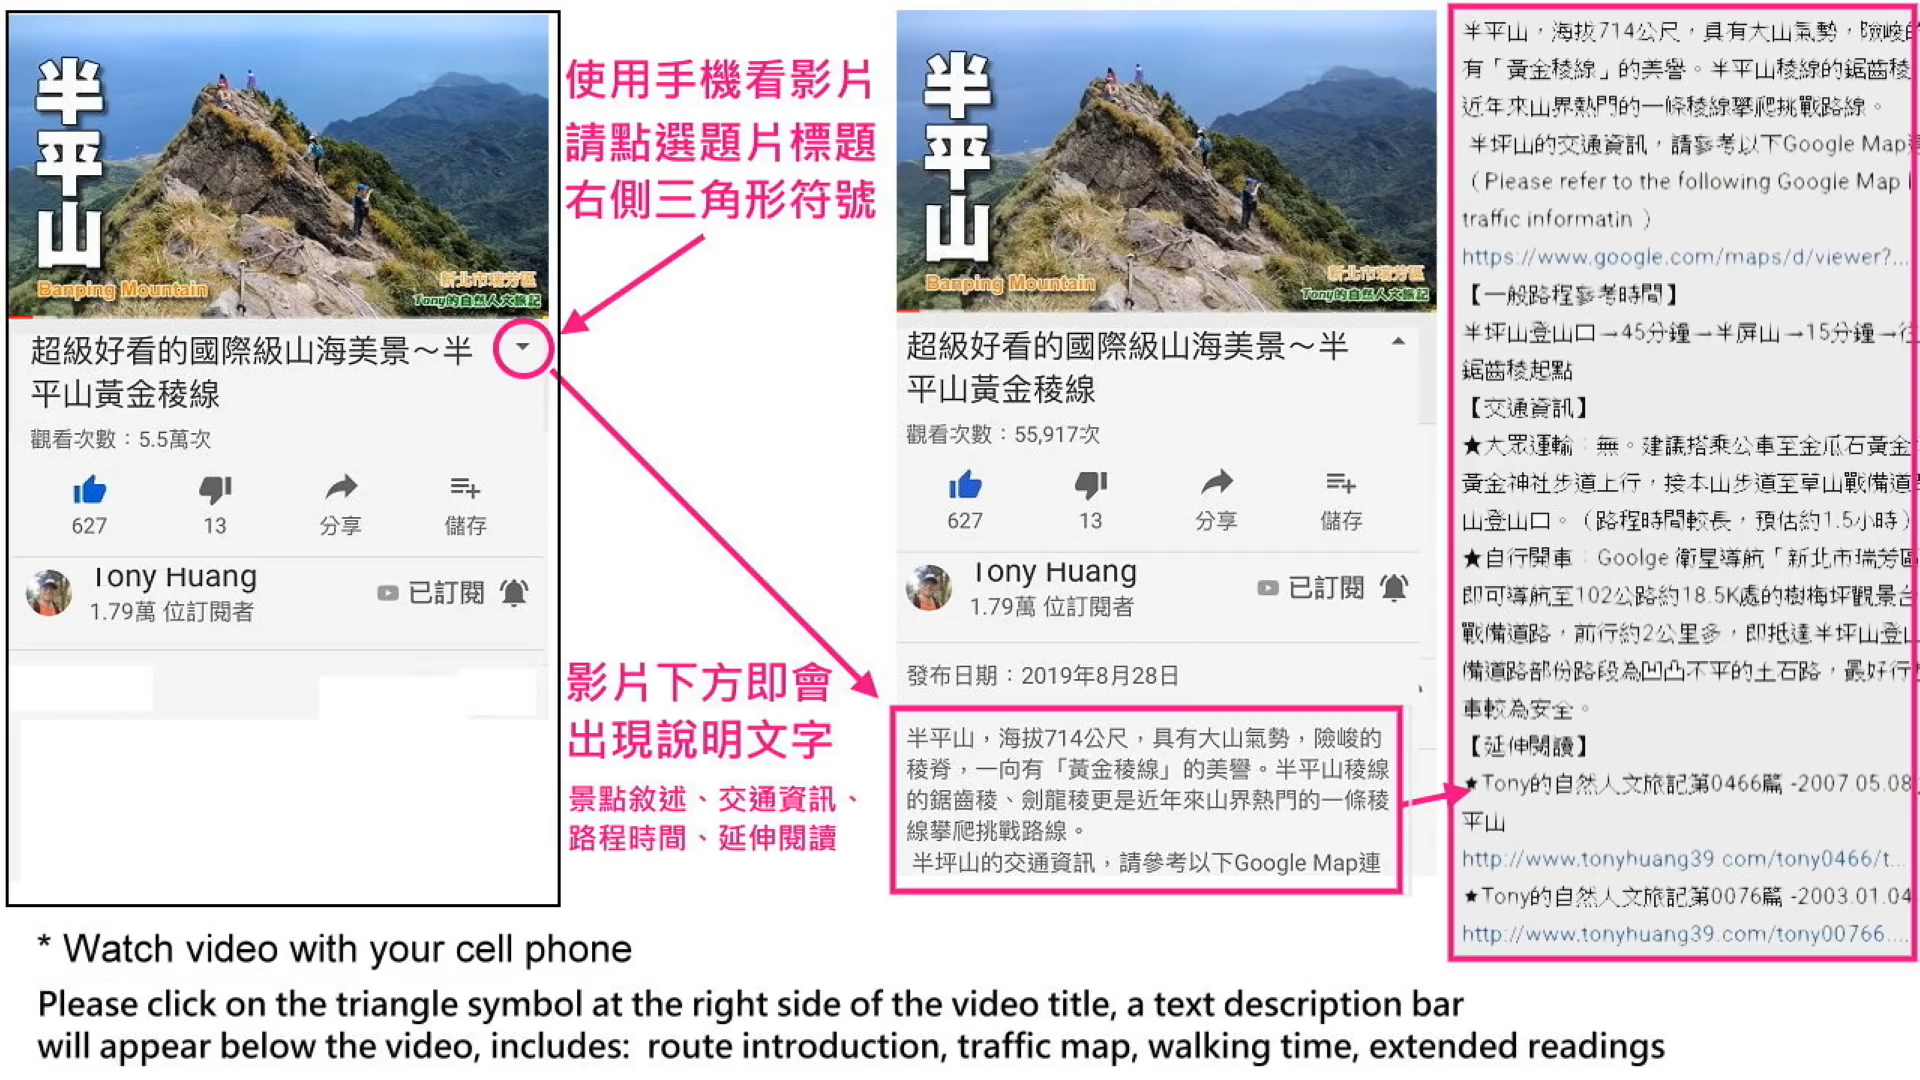 半平山
Banping Mountain
新北市瑞芳區
Tony的自然人文旅記
超級好看的國際級山海美景～半
平山黃金稜線
觀看次數：5.5萬次
627
13
分享
儲存
Tony Huang
1.79萬 位訂閱者
已訂閱
使用手機看影片
請點選題片標題
右側三角形符號
影片下方即會
出現說明文字
景點敘述、交通資訊、
路程時間、延伸閱讀
半平山
Banping Mountain
新北市瑞芳區
Tony的自然人文旅記
超級好看的國際級山海美景～半
平山黃金稜線
觀看次數：55,917次
627
13
分享
儲存
Tony Huang
1.79萬 位訂閱者
已訂閱
發布日期：2019年8月28日
半平山，海拔714公尺，具有大山氣勢，險峻的
稜脊，一向有「黃金稜線」的美譽。半平山稜線
的鋸齒稜、劍龍稜更是近年來山界熱門的一條稜
線攀爬挑戰路線。
半坪山的交通資訊，請參考以下Google Map連
半平山，海拔714公尺，具有大山氣勢，險峻的
有「黃金稜線」的美譽。半平山稜線的鋸齒稜
近年來山界熱門的一條稜線攀爬挑戰路線。
半坪山的交通資訊，請參考以下Google Map
（Please refer to the following Google Map
traffic informatin ）
https://www.google.com/maps/d/viewer?...
【一般路程參考時間】
半坪山登山口→45分鐘→半屏山→15分鐘→往
鋸齒稜起點
【交通資訊】
★大眾運輸：無。建議搭乘公車至金瓜石黃金
黃金神社步道上行，接本山步道至草山戰備道
山登山口。（路程時間較長，預估約1.5小時）
★自行開車：Goolge 衛星導航「新北市瑞芳區
即可導航至102公路約18.5K處的樹梅坪觀景台
戰備道路，前行約2公里多，即抵達半坪山登山
備道路部份路段為凹凸不平的土石路，最好行
車較為安全。
【延伸閱讀】
★Tony的自然人文旅記第0466篇 -2007.05.08
平山
http://www.tonyhuang39.com/tony0466/t...
★Tony的自然人文旅記第0076篇 -2003.01.04
http://www.tonyhuang39.com/tony00766....
* Watch video with your cell phone
Please click on the triangle symbol at the right side of the video title, a text description bar
will appear below the video, includes: route introduction, traffic map, walking time, extended readings